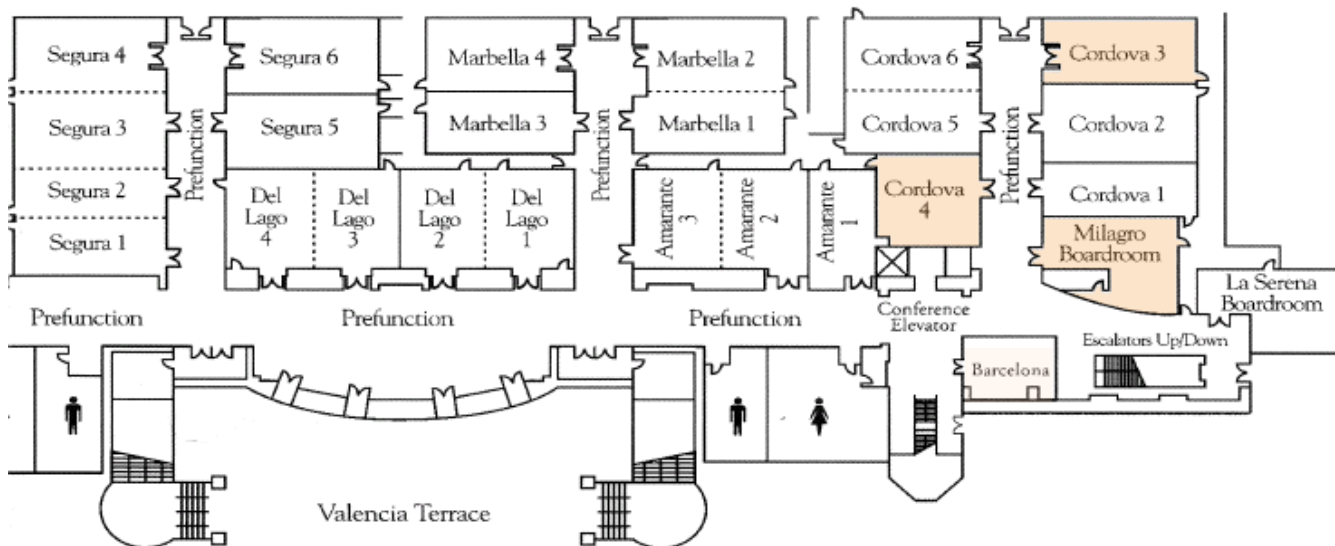 Segura 4
Segura 6
Marbella 4
Marbella 2
Cordova 6
Cordova 3
Segura 3
Segura 5
Marbella 3
Marbella 1
Cordova 5
Cordova 2
Prefunction
Prefunction
Prefunction
Segura 2
Segura 1
Del
Lago
4
Del
Lago
3
Del
Lago
2
Del
Lago
1
Amarante
3
Amarante
2
Amarante
1
Cordova
4
Cordova 1
Milagro
Boardroom
La Serena
Boardroom
Prefunction
Prefunction
Prefunction
Conference
Elevator
Escalators Up/Down
Barcelona
Valencia Terrace